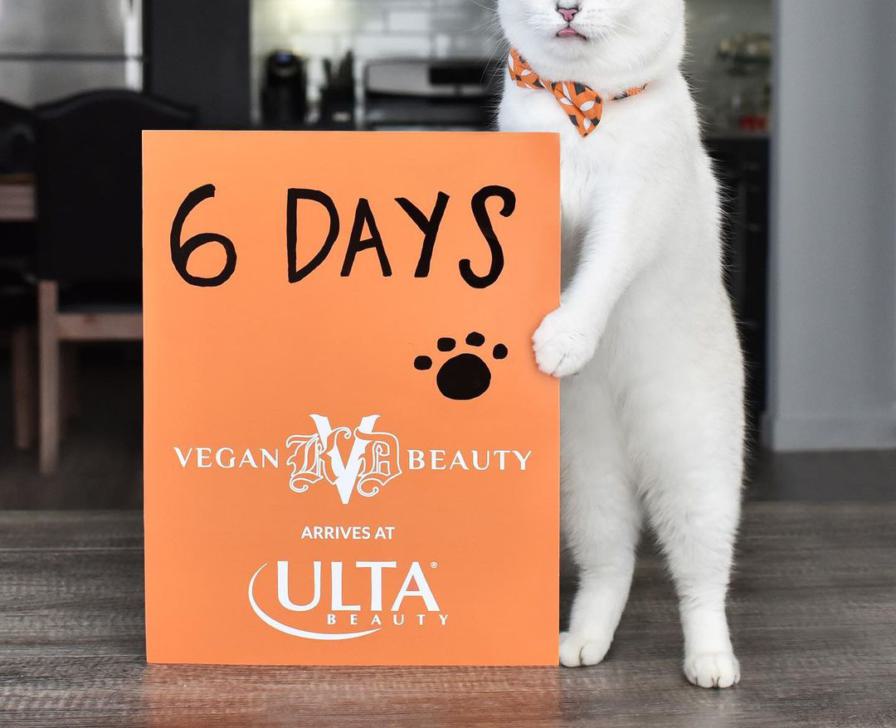 6 DAYS
VEGAN KVD BEAUTY
ARRIVES AT
ULTA®
BEAUTY